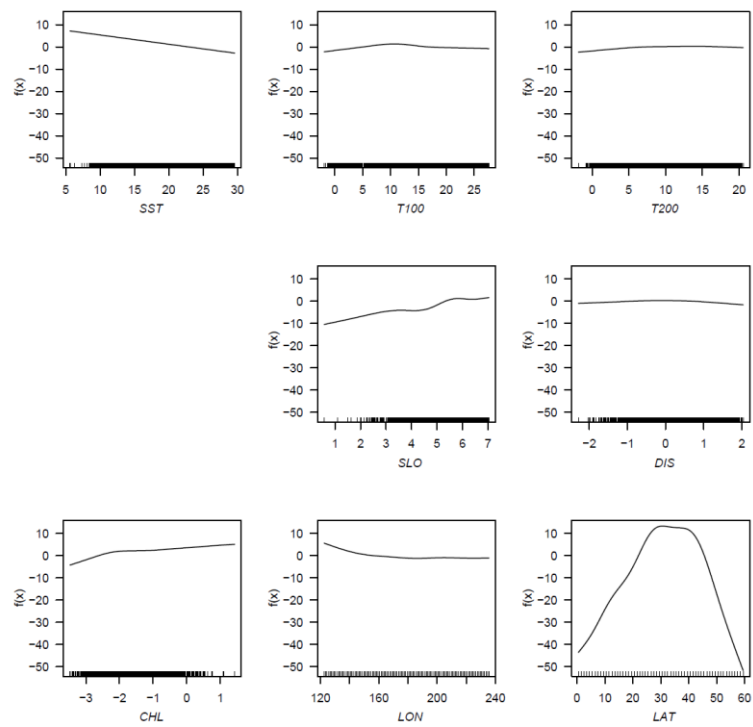 10
0
−10
−20
−30
−40
−50
f(x)
5 10 15 20 25 30
SST
10
0
−10
−20
−30
−40
−50
f(x)
0 5 10 15 20 25
T100
10
0
−10
−20
−30
−40
−50
f(x)
0 5 10 15 20
T200
10
0
−10
−20
−30
−40
−50
f(x)
1 2 3 4 5 6 7
SLO
10
0
−10
−20
−30
−40
−50
f(x)
−2 −1 0 1 2
DIS
10
0
−10
−20
−30
−40
−50
f(x)
−3 −2 −1 0 1
CHL
10
0
−10
−20
−30
−40
−50
f(x)
120 160 200 240
LON
10
0
−10
−20
−30
−40
−50
f(x)
0 10 20 30 40 50 60
LAT